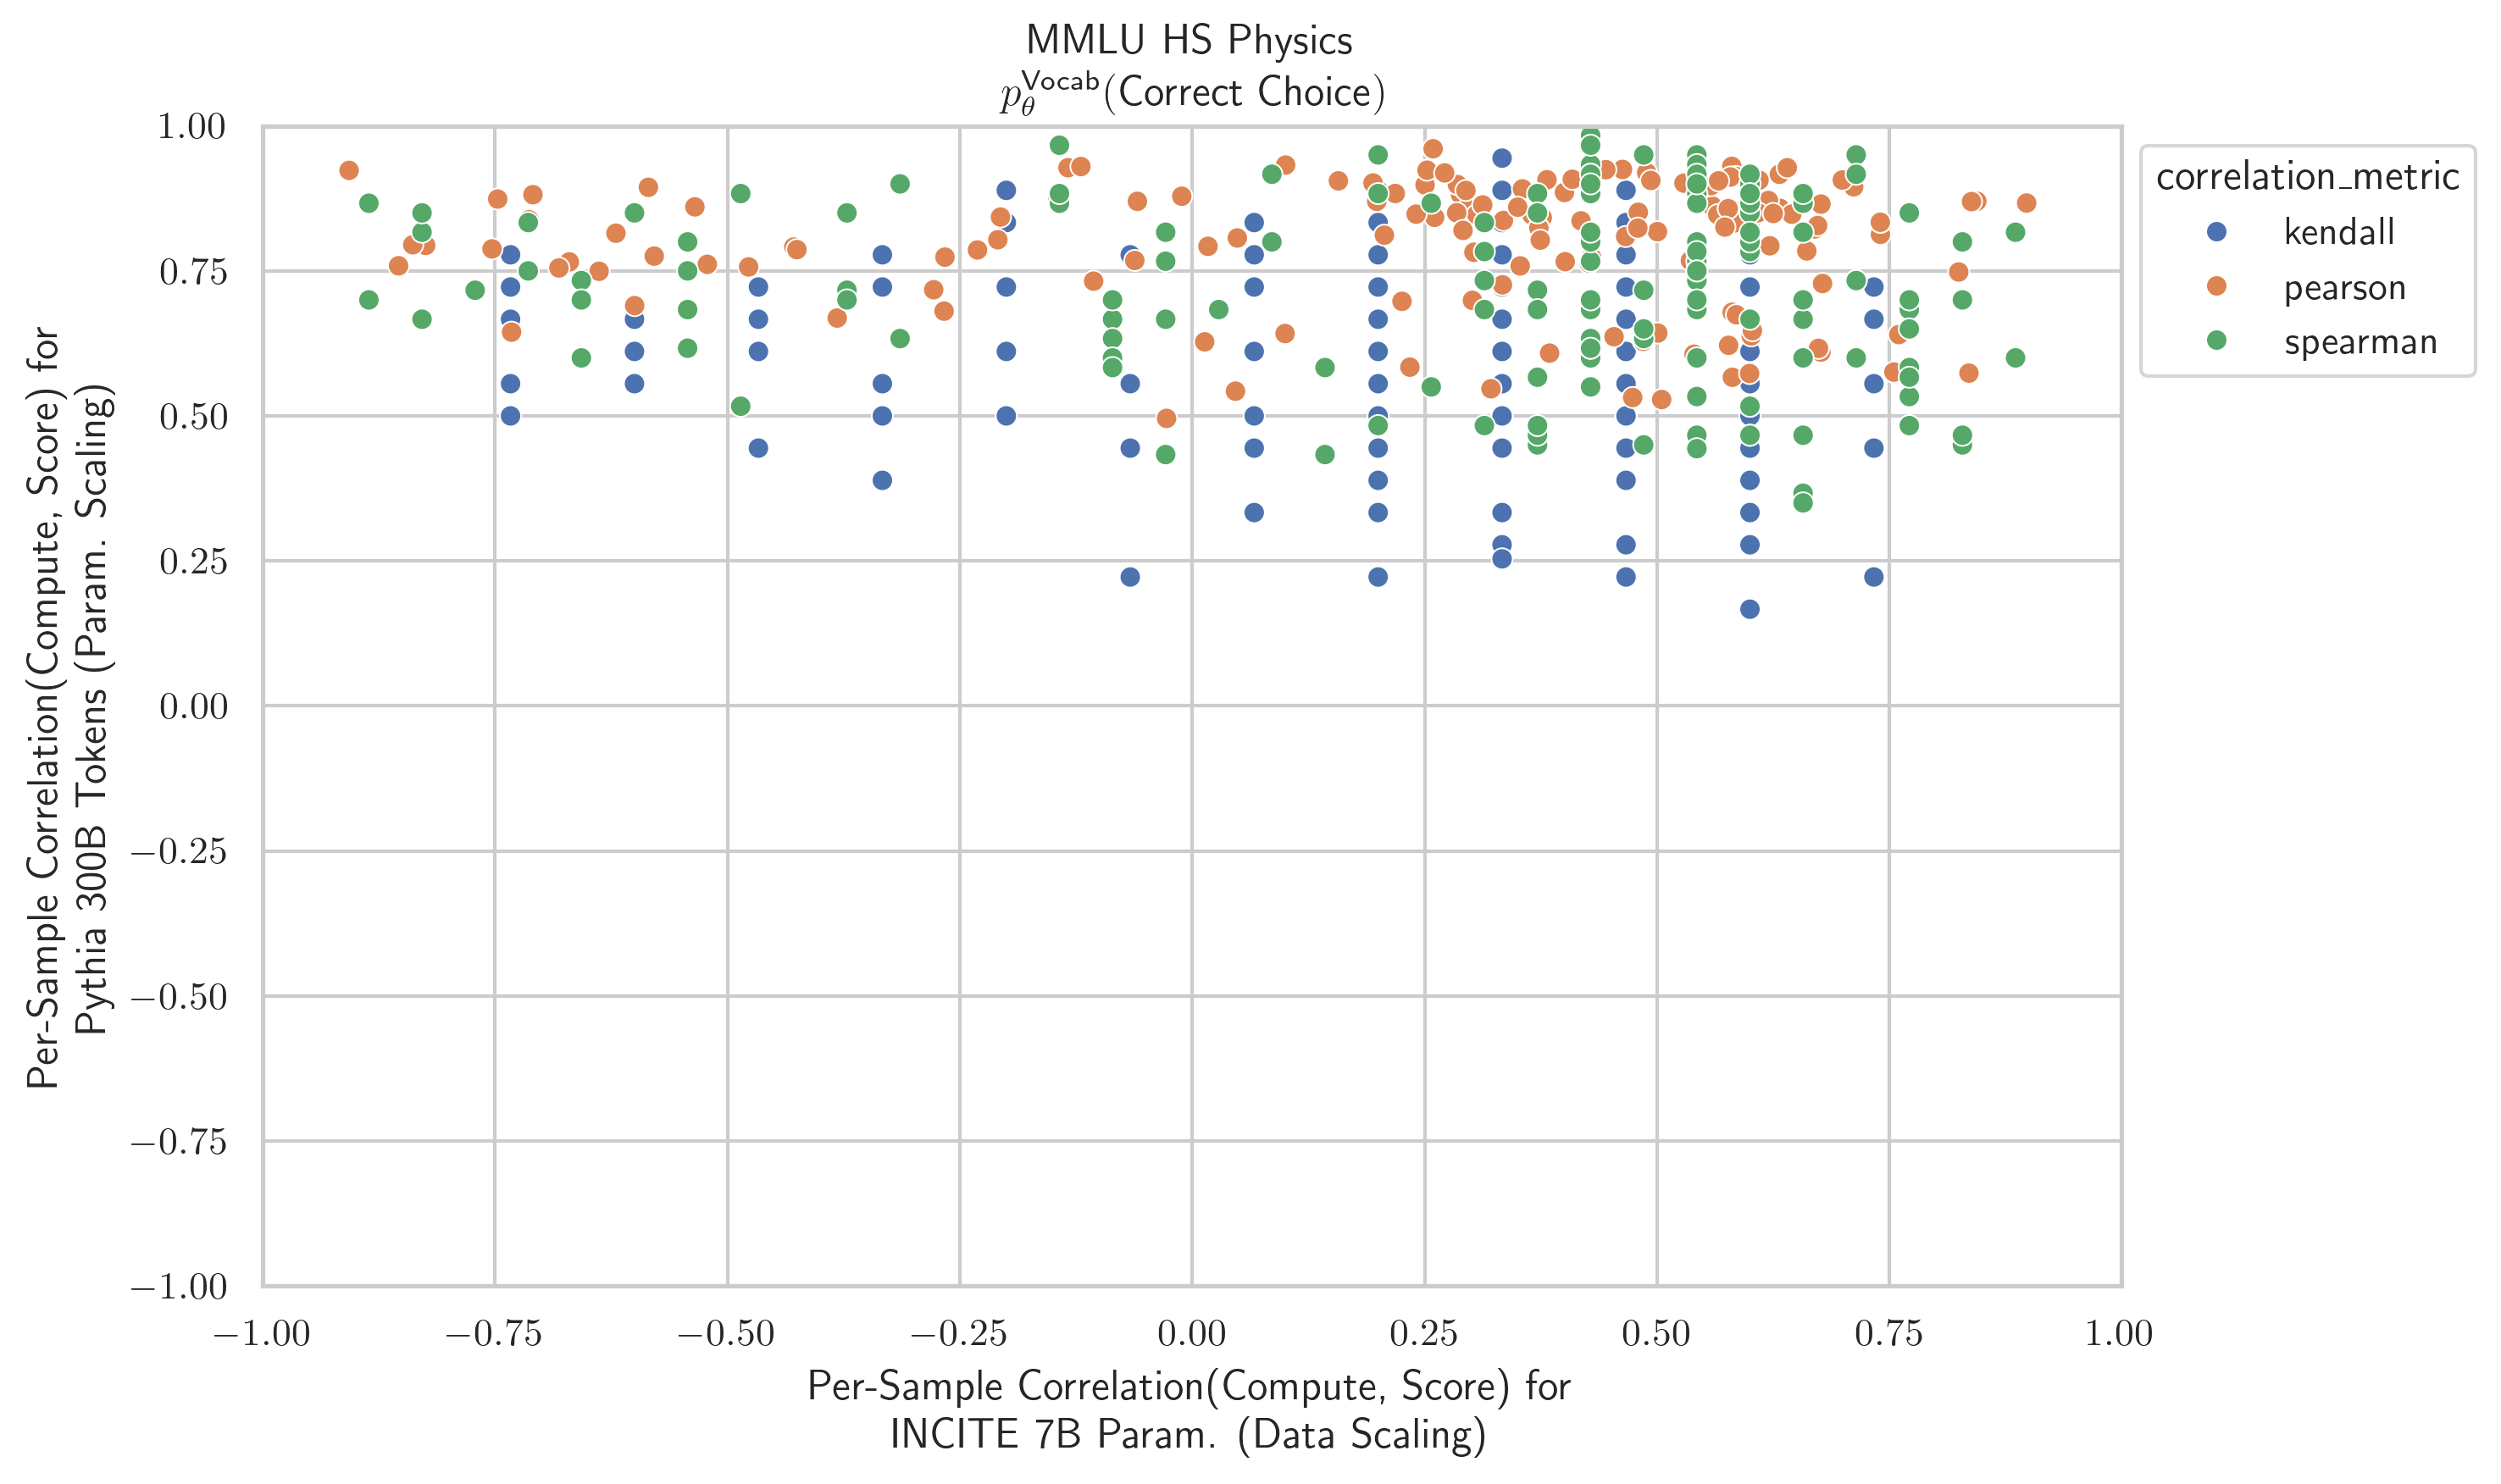 MMLU HS Physics
p_θ^Vocab(Correct Choice)
Per-Sample Correlation(Compute, Score) for
Pythia 300B Tokens (Param. Scaling)
1.00
0.75
0.50
0.25
0.00
−0.25
−0.50
−0.75
−1.00
correlation_metric
kendall
pearson
spearman
−1.00 −0.75 −0.50 −0.25 0.00 0.25 0.50 0.75 1.00
Per-Sample Correlation(Compute, Score) for
INCITE 7B Param. (Data Scaling)